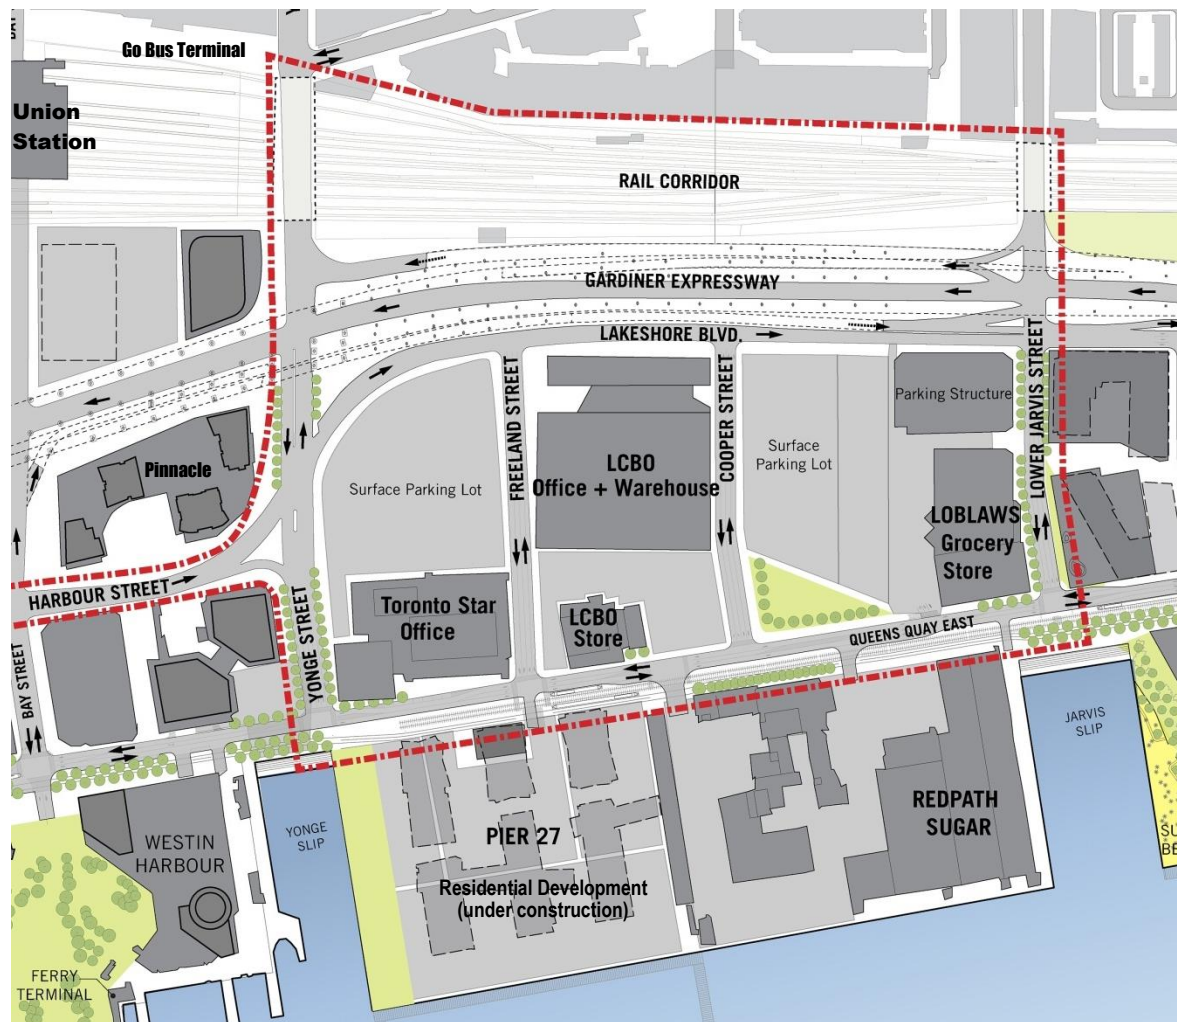 BAY
Go Bus Terminal
Union
Station
RAIL CORRIDOR
GARDINER EXPRESSWAY
LAKESHORE BLVD.
FREELAND STREET
COOPER STREET
LOWER JARVIS STREET
Parking Structure
Pinnacle
Surface Parking Lot
LCBO
Office + Warehouse
Surface
Parking Lot
LOBLAWS
Grocery
Store
HARBOUR STREET
YONGE STREET
Toronto Star
Office
LCBO
Store
QUEENS QUAY EAST
BAY STREET
JARVIS
SLIP
YONGE
SLIP
WESTIN
HARBOUR
PIER 27
REDPATH
SUGAR
SU
BE
Residential Development
(under construction)
FERRY
TERMINAL